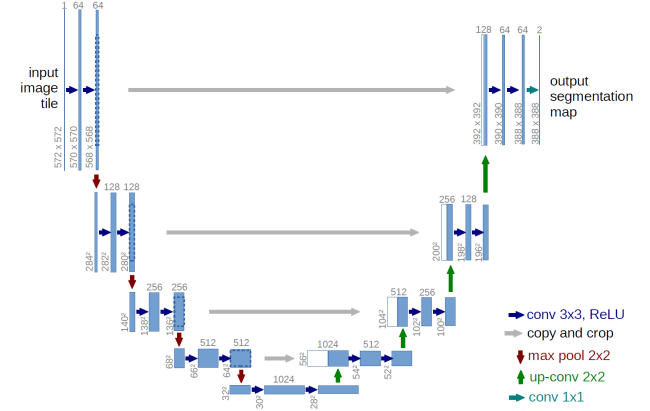 1 64 64
128 64 64 2
input
image
tile
output
segmentation
map
572 x 572
570 x 570
568 x 568
392 x 392
390 x 390
388 x 388
388 x 388
128 128
256 128
284²
282²
280²
200²
198²
196²
256 256
512 256
140²
138²
136²
104²
102²
100²
512 512
1024 512
68²
66²
64²
56²
54²
52²
1024
32²
30²
28²
conv 3x3, ReLU
copy and crop
max pool 2x2
up-conv 2x2
conv 1x1